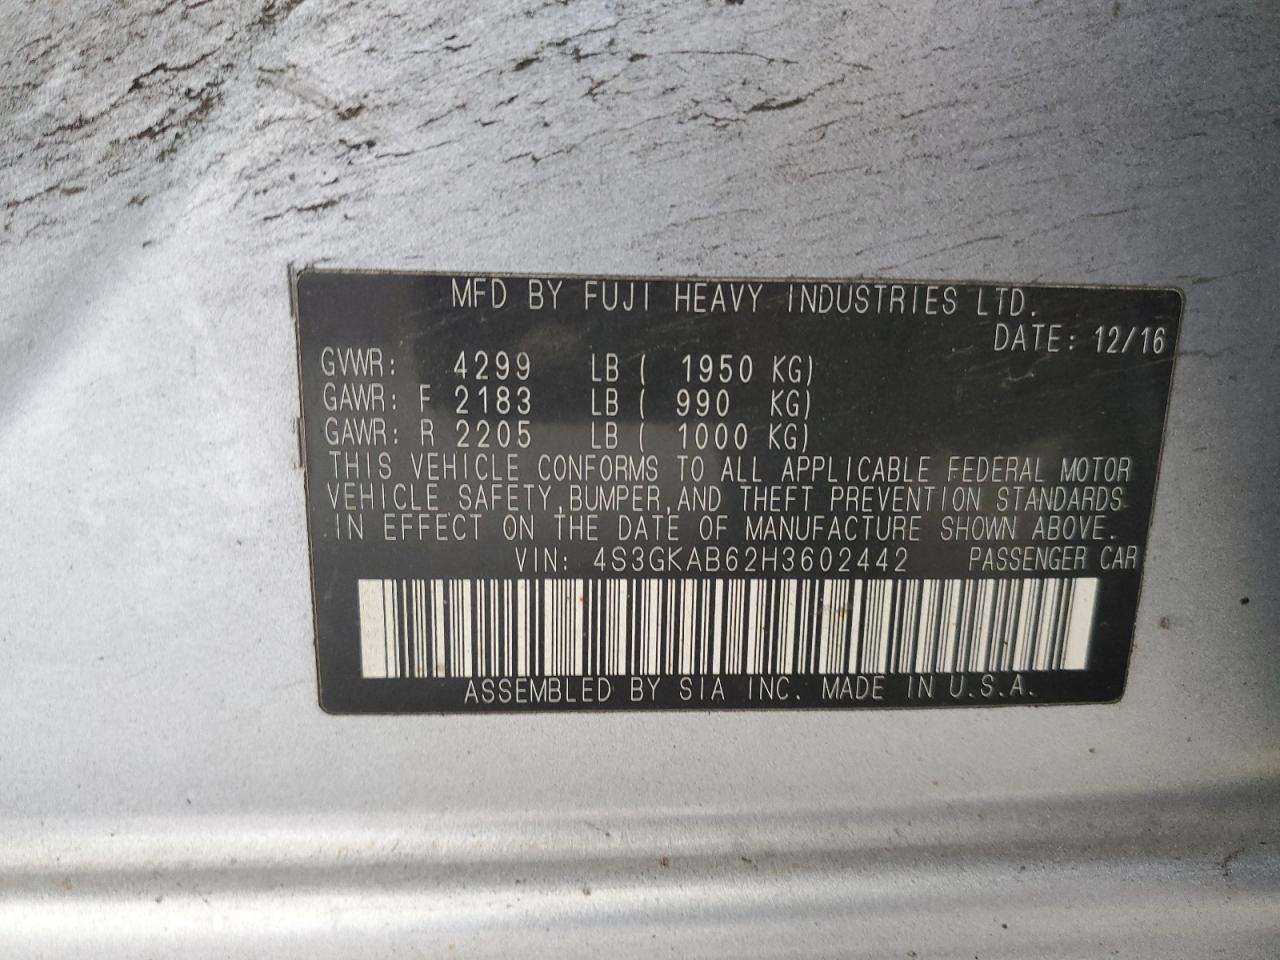 MFD BY FUJI HEAVY INDUSTRIES LTD.
DATE: 12/16
GVWR: 4299 LB ( 1950 KG)
GAWR: F 2183 LB ( 990 KG)
GAWR: R 2205 LB ( 1000 KG)
THIS VEHICLE CONFORMS TO ALL APPLICABLE FEDERAL MOTOR
VEHICLE SAFETY, BUMPER, AND THEFT PREVENTION STANDARDS
IN EFFECT ON THE DATE OF MANUFACTURE SHOWN ABOVE.
VIN: 4S3GKAB62H3602442 PASSENGER CAR
ASSEMBLED BY SIA INC. MADE IN U.S.A.